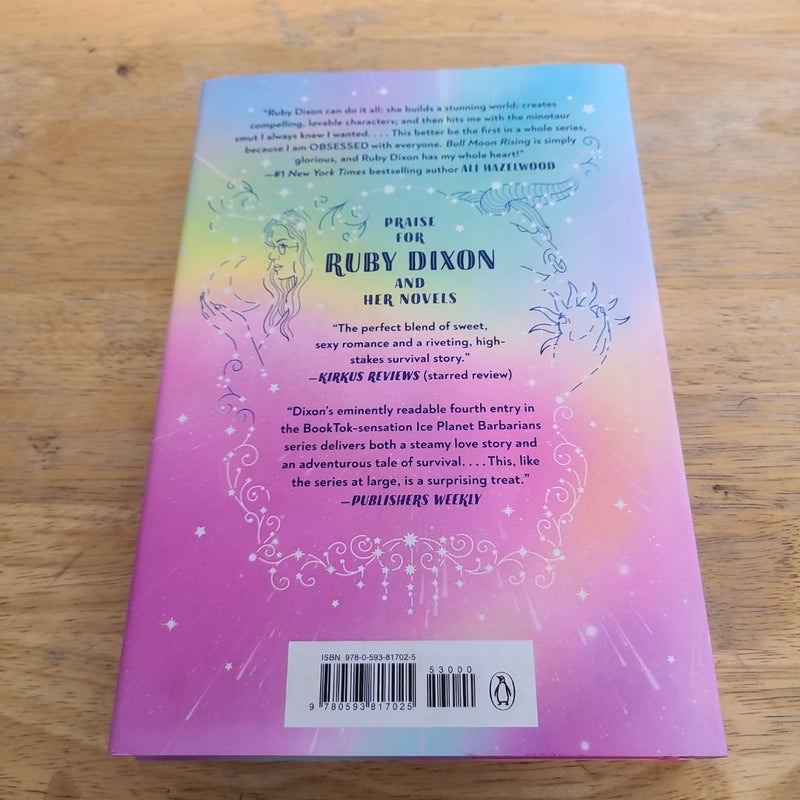 “Ruby Dixon can do it all: she builds a stunning world; creates
compelling, lovable characters; and then hits me with the minotaur
smut I always knew I wanted. . . . This better be the first in a whole series,
because I am OBSESSED with everyone. Bull Moon Rising is simply
glorious, and Ruby Dixon has my whole heart!”
—#1 New York Times bestselling author ALI HAZELWOOD
PRAISE
FOR
RUBY DIXON
AND
HER NOVELS
“The perfect blend of sweet,
sexy romance and a riveting, high-
stakes survival story.”
—KIRKUS REVIEWS (starred review)
“Dixon’s eminently readable fourth entry in
the BookTok-sensation Ice Planet Barbarians
series delivers both a steamy love story and
an adventurous tale of survival. . . . This, like
the series at large, is a surprising treat.”
—PUBLISHERS WEEKLY
ISBN 978-0-593-81702-5
53000
9 780593 817025